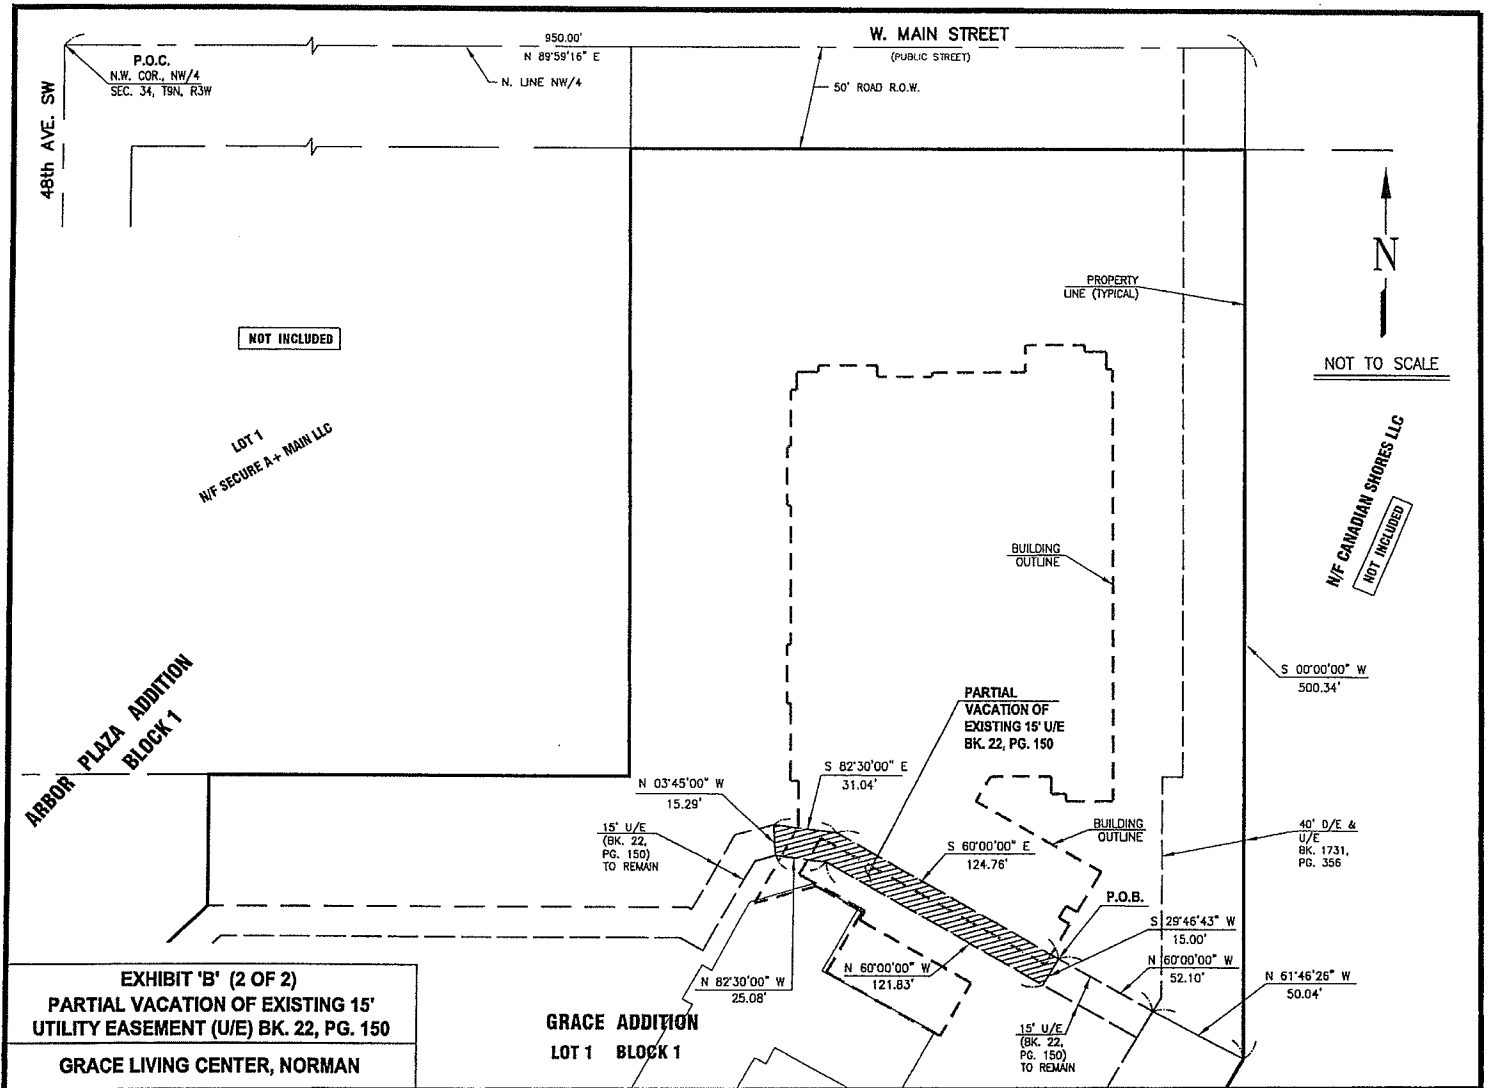 950.00'
N 89°59'16" E
W. MAIN STREET
(PUBLIC STREET)
P.O.C.
N.W. COR., NW/4
SEC. 34, T9N, R3W
N. LINE NW/4
50' ROAD R.O.W.
48th AVE. SW
N
NOT TO SCALE
PROPERTY
LINE (TYPICAL)
NOT INCLUDED
LOT 1
N/F SECURE A+ MAIN LLC
N/F CANADIAN SHORES LLC
NOT INCLUDED
BUILDING
OUTLINE
S 00°00'00" W
500.34'
ARBOR PLAZA ADDITION
BLOCK 1
PARTIAL
VACATION OF
EXISTING 15' U/E
BK. 22, PG. 150
S 82°30'00" E
31.04'
N 03°45'00" W
15.29'
15' U/E
(BK. 22,
PG. 150)
TO REMAIN
BUILDING
OUTLINE
S 60°00'00" E
124.76'
40' D/E &
U/E
BK. 1731,
PG. 356
P.O.B.
S 29°46'43" W
15.00'
N 60°00'00" W
52.10'
N 61°46'26" W
50.04'
N 60°00'00" W
121.83'
N 82°30'00" W
25.08'
15' U/E
(BK. 22,
PG. 150)
TO REMAIN
GRACE ADDITION
LOT 1 BLOCK 1
EXHIBIT 'B' (2 OF 2)
PARTIAL VACATION OF EXISTING 15'
UTILITY EASEMENT (U/E) BK. 22, PG. 150
GRACE LIVING CENTER, NORMAN